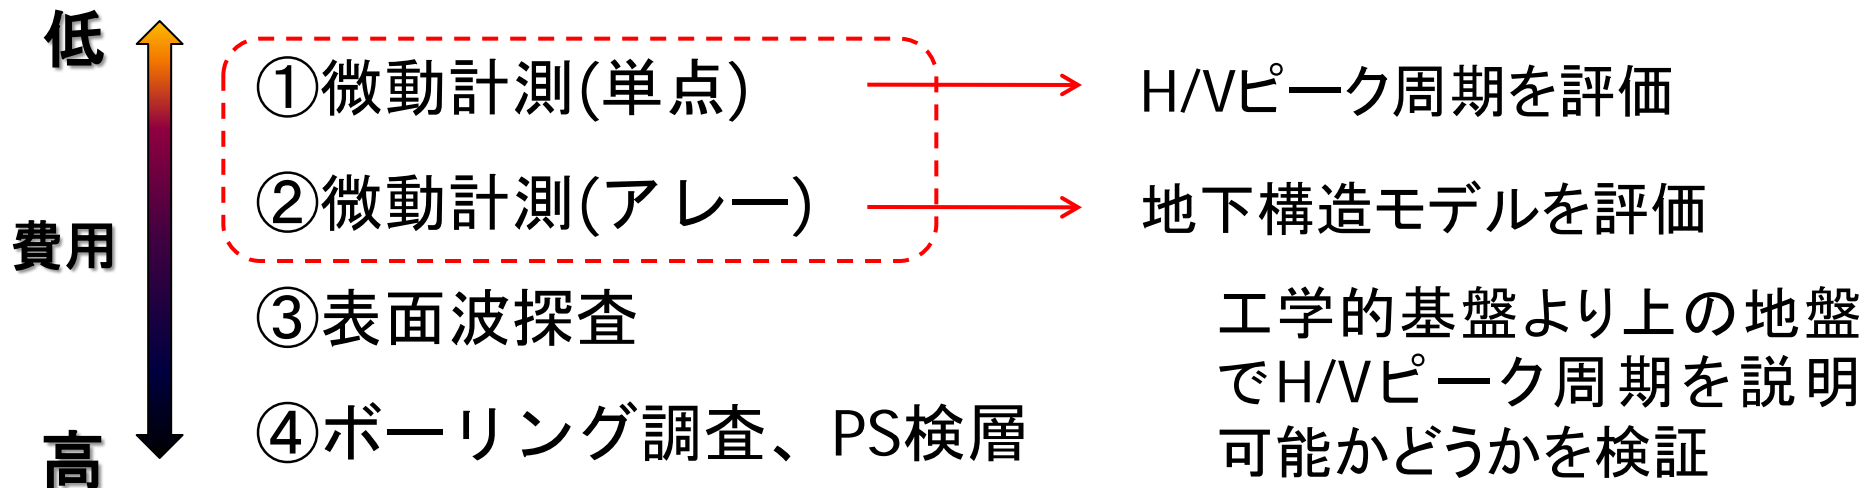 低
費用
高
①微動計測(単点)
H/Vピーク周期を評価
②微動計測(アレー)
地下構造モデルを評価
③表面波探査
④ボーリング調査、PS検層
工学的基盤より上の地盤
でH/Vピーク周期を説明
可能かどうかを検証